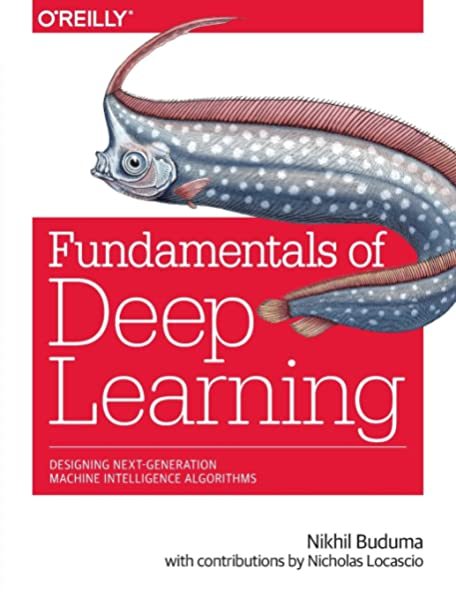 O'REILLY®
Fundamentals of
Deep
Learning
DESIGNING NEXT-GENERATION
MACHINE INTELLIGENCE ALGORITHMS
Nikhil Buduma
with contributions by Nicholas Locascio